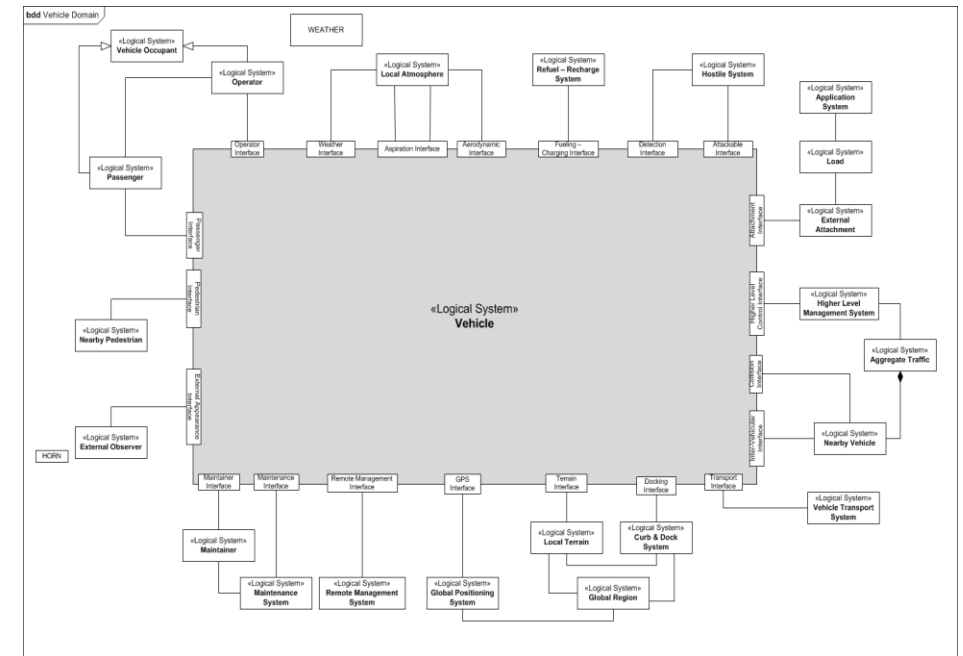 bdd Vehicle Domain
WEATHER
«Logical System»
Vehicle Occupant
«Logical System»
Operator
«Logical System»
Local Atmosphere
«Logical System»
Refuel – Recharge
System
«Logical System»
Hostile System
«Logical System»
Application
System
Operator
Interface
Weather
Interface
Aspiration Interface
Aerodynamic
Interface
Fueling –
Charging Interface
Detection
Interface
Attackable
Interface
«Logical System»
Load
«Logical System»
Passenger
Passenger
Interface
Attachment
Interface
«Logical System»
External
Attachment
Pedestrian
Interface
«Logical System»
Nearby Pedestrian
«Logical System»
Vehicle
Higher Level
Control Interface
«Logical System»
Higher Level
Management System
«Logical System»
Aggregate Traffic
Collision
Interface
External Appearance
Interface
Inter-Vehicular
Interface
«Logical System»
Nearby Vehicle
«Logical System»
External Observer
HORN
Maintainer
Interface
Maintenance
Interface
Remote Management
Interface
GPS
Interface
Terrain
Interface
Docking
Interface
Transport
Interface
«Logical System»
Vehicle Transport
System
«Logical System»
Maintainer
«Logical System»
Local Terrain
«Logical System»
Curb & Dock
System
«Logical System»
Maintenance
System
«Logical System»
Remote Management
System
«Logical System»
Global Positioning
System
«Logical System»
Global Region